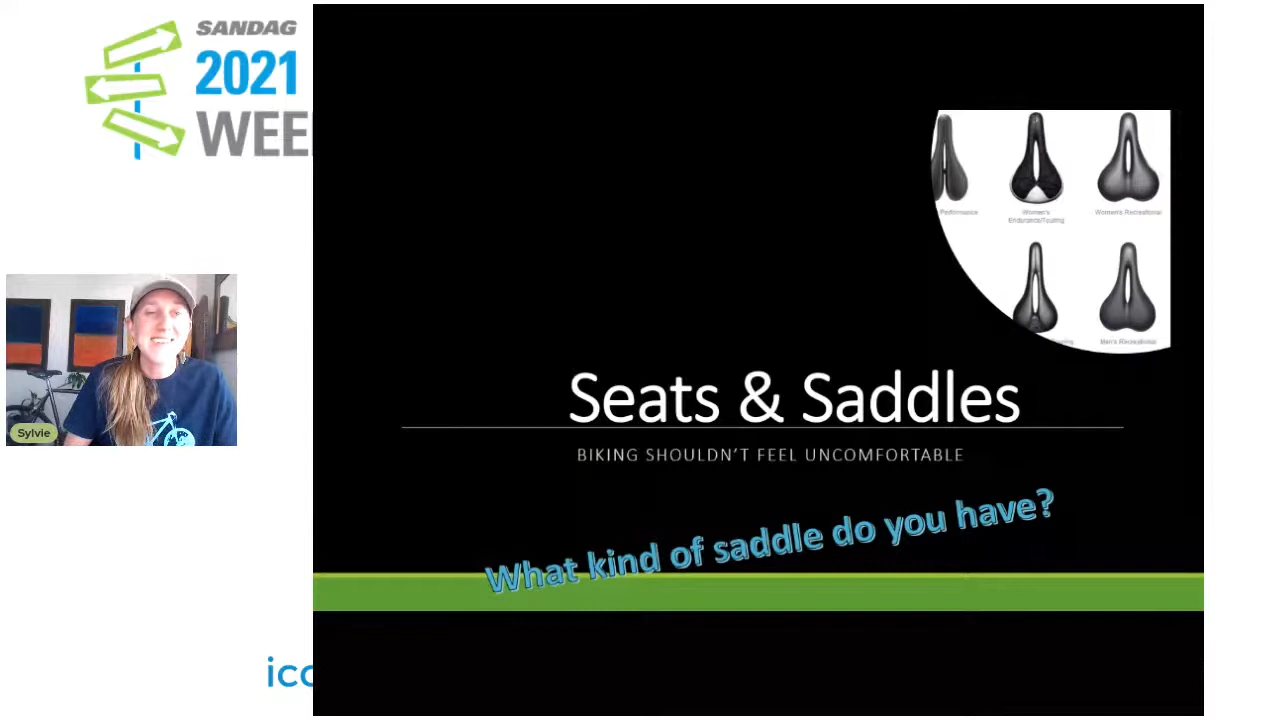 SANDAG
2021
WEE
Performance
Women's
Endurance/Touring
Women's Recreational
Men's Recreational
Sylvie
Seats & Saddles
BIKING SHOULDN'T FEEL UNCOMFORTABLE
What kind of saddle do you have?
ico